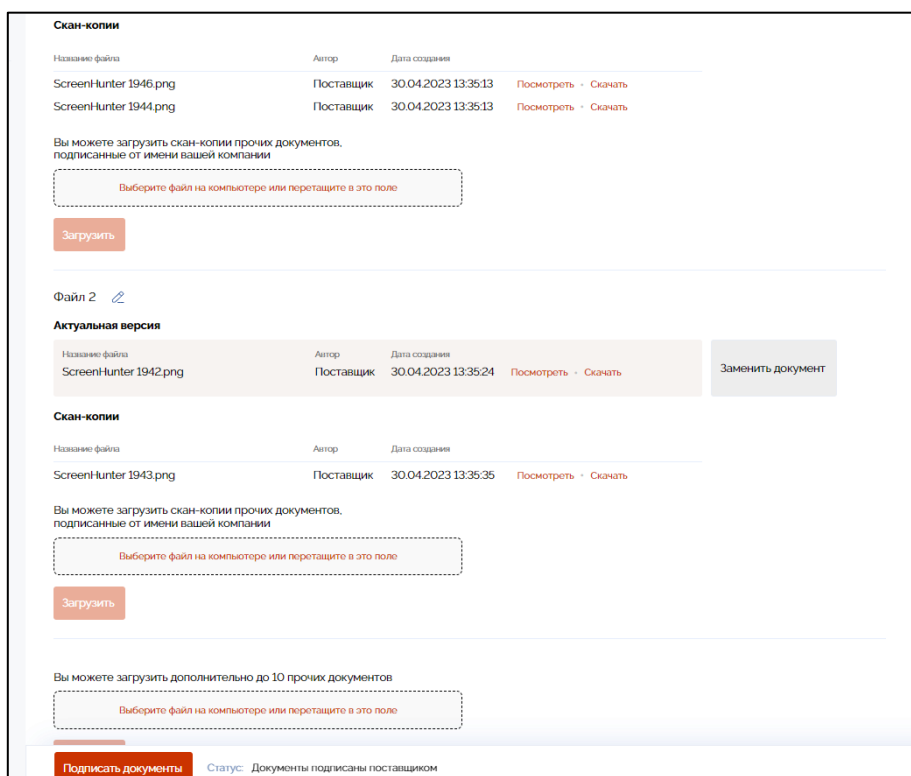 Скан-копии
Название файла Автор Дата создания
ScreenHunter 1946.png Поставщик 30.04.2023 13:35:13 Посмотреть • Скачать
ScreenHunter 1944.png Поставщик 30.04.2023 13:35:13 Посмотреть • Скачать
Вы можете загрузить скан-копии прочих документов,
подписанные от имени вашей компании
Выберите файл на компьютере или перетащите в это поле
Загрузить
Файл 2
Актуальная версия
Название файла Автор Дата создания
ScreenHunter 1942.png Поставщик 30.04.2023 13:35:24 Посмотреть • Скачать
Заменить документ
Скан-копии
Название файла Автор Дата создания
ScreenHunter 1943.png Поставщик 30.04.2023 13:35:35 Посмотреть • Скачать
Вы можете загрузить скан-копии прочих документов,
подписанные от имени вашей компании
Выберите файл на компьютере или перетащите в это поле
Загрузить
Вы можете загрузить дополнительно до 10 прочих документов
Выберите файл на компьютере или перетащите в это поле
Подписать документы Статус: Документы подписаны поставщиком